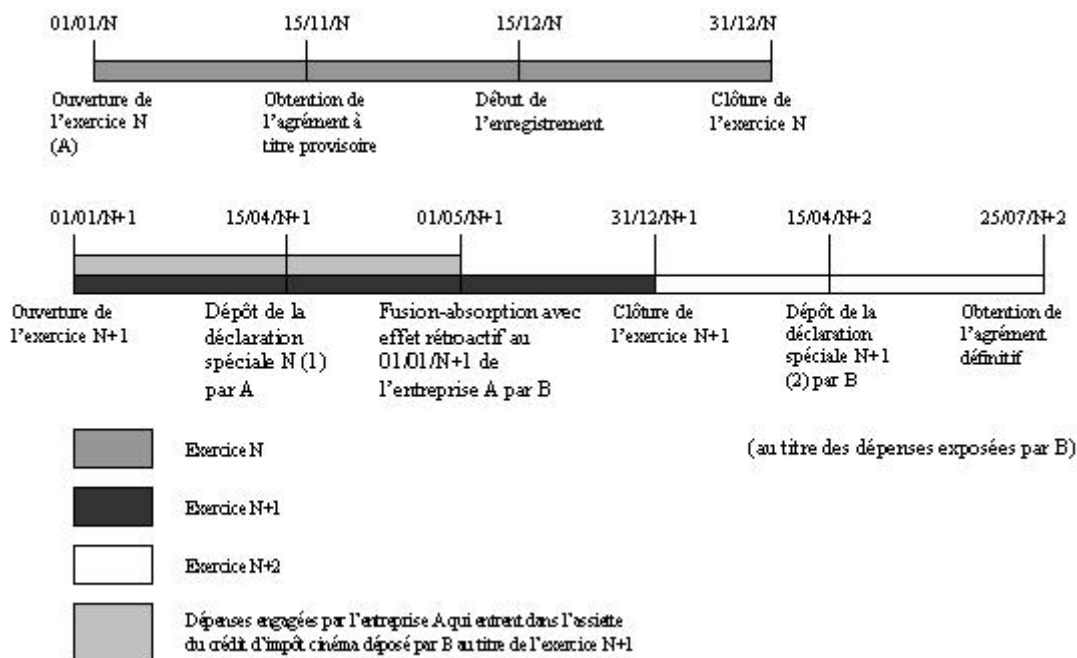 01/01/N 15/11/N 15/12/N 31/12/N
Ouverture de
l'exercice N
(A)
Obtention de
l'agrément à
titre provisoire
Début de
l'enregistrement
Clôture de
l'exercice N
01/01/N+1 15/04/N+1 01/05/N+1 31/12/N+1 15/04/N+2 25/07/N+2
Ouverture de
l'exercice N+1
Dépôt de la
déclaration
spéciale N (1)
par A
Fusion-absorption avec
effet rétroactif au
01/01/N+1 de
l'entreprise A par B
Clôture de
l'exercice N+1
Dépôt de la
déclaration
spéciale N+1
(2) par B
Obtention de
l'agrément
définitif
(au titre des dépenses exposées par B)
Exercice N
Exercice N+1
Exercice N+2
Dépenses engagées par l'entreprise A qui entrent dans l'assiette
du crédit d'impôt cinéma déposé par B au titre de l'exercice N+1